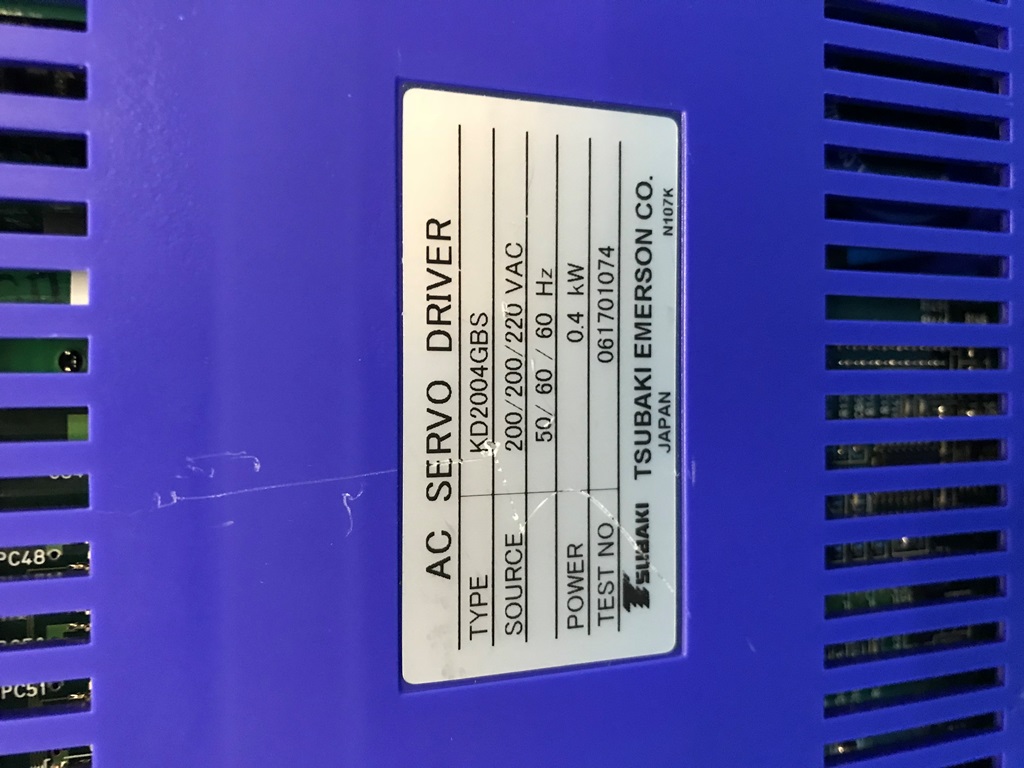 AC SERVO DRIVER
TYPE KD2004GBS
SOURCE 200/200/220 VAC
50/ 60 / 60 Hz
POWER 0.4 kW
TEST NO. 061701074
TSUBAKI TSUBAKI EMERSON CO.
JAPAN N107K
PC48
PC51